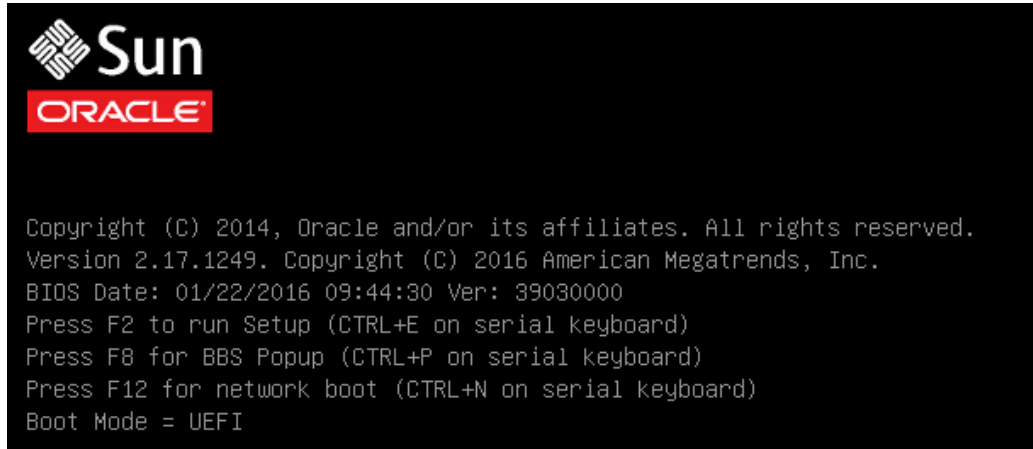 Sun
ORACLE®
Copyright (C) 2014, Oracle and/or its affiliates. All rights reserved.
Version 2.17.1249. Copyright (C) 2016 American Megatrends, Inc.
BIOS Date: 01/22/2016 09:44:30 Ver: 39030000
Press F2 to run Setup (CTRL+E on serial keyboard)
Press F8 for BBS Popup (CTRL+P on serial keyboard)
Press F12 for network boot (CTRL+N on serial keyboard)
Boot Mode = UEFI